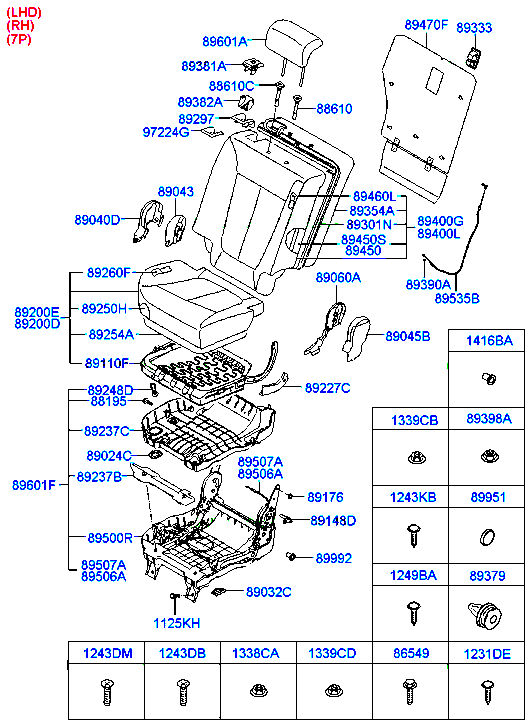 (LHD)
(RH)
(7P)
89601A
89470F
89333
89381A
88610C
89382A
88610
89297
97224G
89043
89040D
89460L
89354A
89301N
89450S
89450
89400G
89400L
89390A
89535B
89060A
89045B
89260F
89200E
89200D
89250H
89254A
89110F
89248D
88195
89227C
89237C
89024C
89237B
89601F
89507A
89506A
89176
89148D
89500R
89992
89507A
89506A
89032C
1125KH
1416BA
1339CB
89398A
1243KB
89951
1249BA
89379
1243DM
1243DB
1338CA
1339CD
86549
1231DE